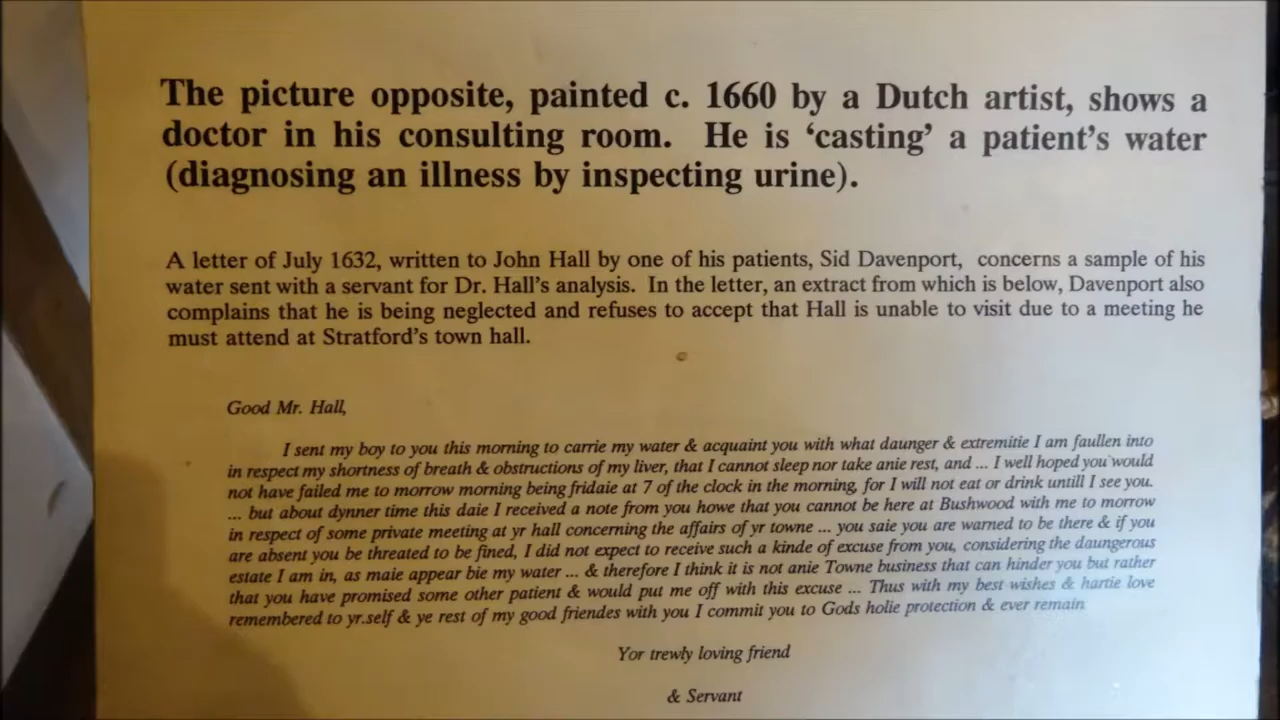 The picture opposite, painted c. 1660 by a Dutch artist, shows a
doctor in his consulting room. He is ‘casting’ a patient’s water
(diagnosing an illness by inspecting urine).
A letter of July 1632, written to John Hall by one of his patients, Sid Davenport, concerns a sample of his
water sent with a servant for Dr. Hall's analysis. In the letter, an extract from which is below, Davenport also
complains that he is being neglected and refuses to accept that Hall is unable to visit due to a meeting he
must attend at Stratford’s town hall.
Good Mr. Hall,
I sent my boy to you this morning to carrie my water & acquaint you with what daunger & extremitie I am faullen into
in respect my shortness of breath & obstructions of my liver, that I cannot sleep nor take anie rest, and ... I well hoped you would
not have failed me to morrow morning being fridaie at 7 of the clock in the morning, for I will not eat or drink untill I see you.
... but about dynner time this daie I received a note from you howe that you cannot be here at Bushwood with me to morrow
in respect of some private meeting at yr hall concerning the affairs of yr towne ... you saie you are warned to be there & if you
are absent you be threated to be fined, I did not expect to receive such a kinde of excuse from you, considering the daungerous
estate I am in, as maie appear bie my water ... & therefore I think it is not anie Towne business that can hinder you but rather
that you have promised some other patient & would put me off with this excuse ... Thus with my best wishes & hartie love
remembered to yr.self & ye rest of my good friendes with you I commit you to Gods holie protection & ever remain
Yor trewly loving friend
& Servant